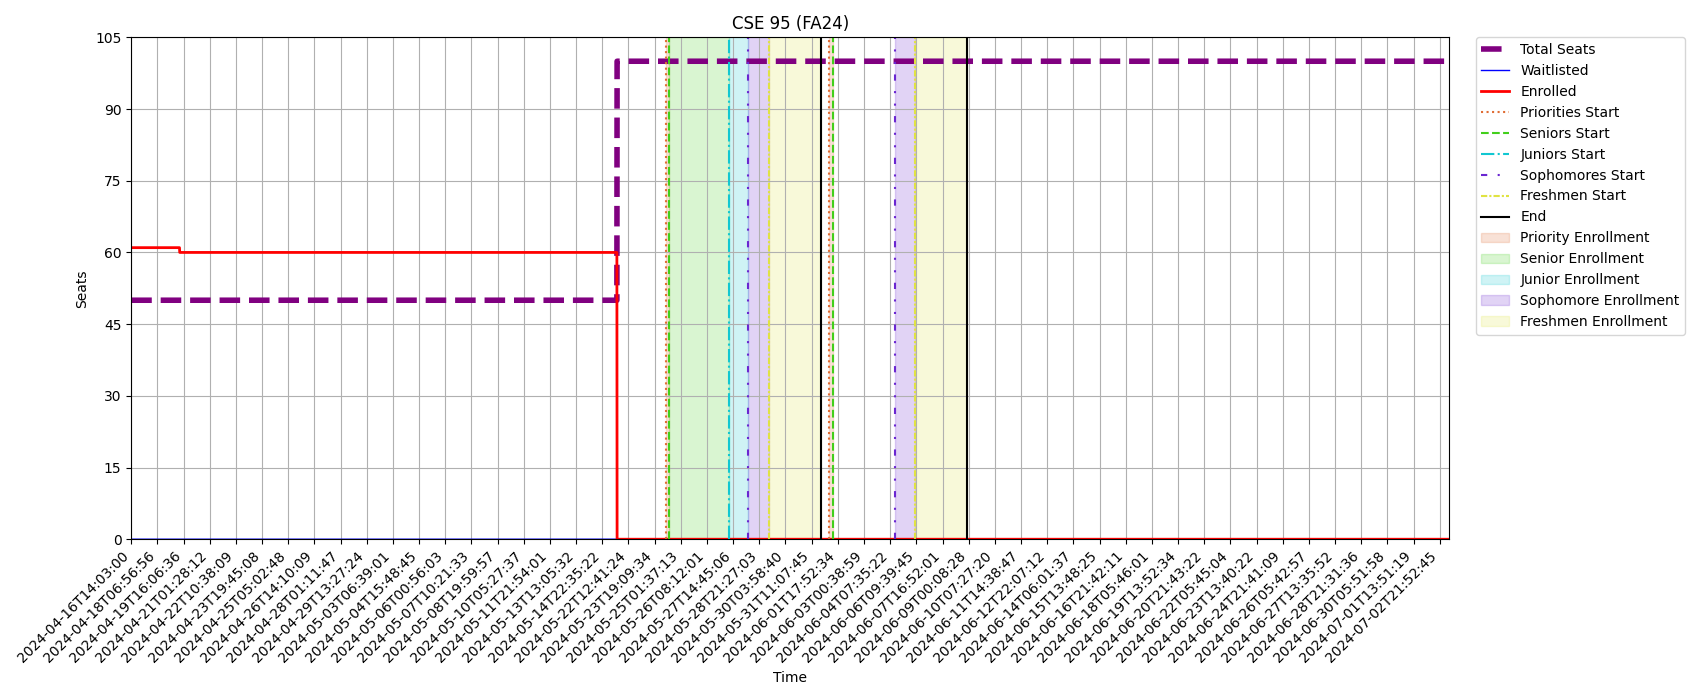 CSE 95 (FA24)
105
90
75
60
45
30
15
0
Seats
2024-04-16T14:03:00
2024-04-18T06:56:56
2024-04-19T16:06:36
2024-04-21T01:28:12
2024-04-22T10:38:09
2024-04-23T19:45:08
2024-04-25T05:02:48
2024-04-26T14:10:09
2024-04-28T01:11:47
2024-04-29T13:27:24
2024-05-03T06:39:01
2024-05-04T15:48:45
2024-05-06T00:56:03
2024-05-07T10:21:33
2024-05-08T19:59:57
2024-05-10T05:27:37
2024-05-11T21:54:01
2024-05-13T13:05:32
2024-05-14T22:35:22
2024-05-22T12:41:24
2024-05-23T19:09:34
2024-05-25T01:37:13
2024-05-26T08:12:01
2024-05-27T14:45:06
2024-05-28T21:27:03
2024-05-30T03:58:40
2024-05-31T11:07:45
2024-06-01T17:52:34
2024-06-03T00:38:59
2024-06-04T07:35:22
2024-06-06T09:39:45
2024-06-07T16:52:01
2024-06-09T00:08:28
2024-06-10T07:27:20
2024-06-11T14:38:47
2024-06-12T22:07:12
2024-06-14T06:01:37
2024-06-15T13:48:25
2024-06-16T21:42:11
2024-06-18T05:46:01
2024-06-19T13:52:34
2024-06-20T21:43:22
2024-06-22T05:45:04
2024-06-23T13:40:22
2024-06-24T21:41:09
2024-06-26T05:42:57
2024-06-27T13:35:52
2024-06-28T21:31:36
2024-06-30T05:51:58
2024-07-01T13:51:19
2024-07-02T21:52:45
Time
Total Seats
Waitlisted
Enrolled
Priorities Start
Seniors Start
Juniors Start
Sophomores Start
Freshmen Start
End
Priority Enrollment
Senior Enrollment
Junior Enrollment
Sophomore Enrollment
Freshmen Enrollment